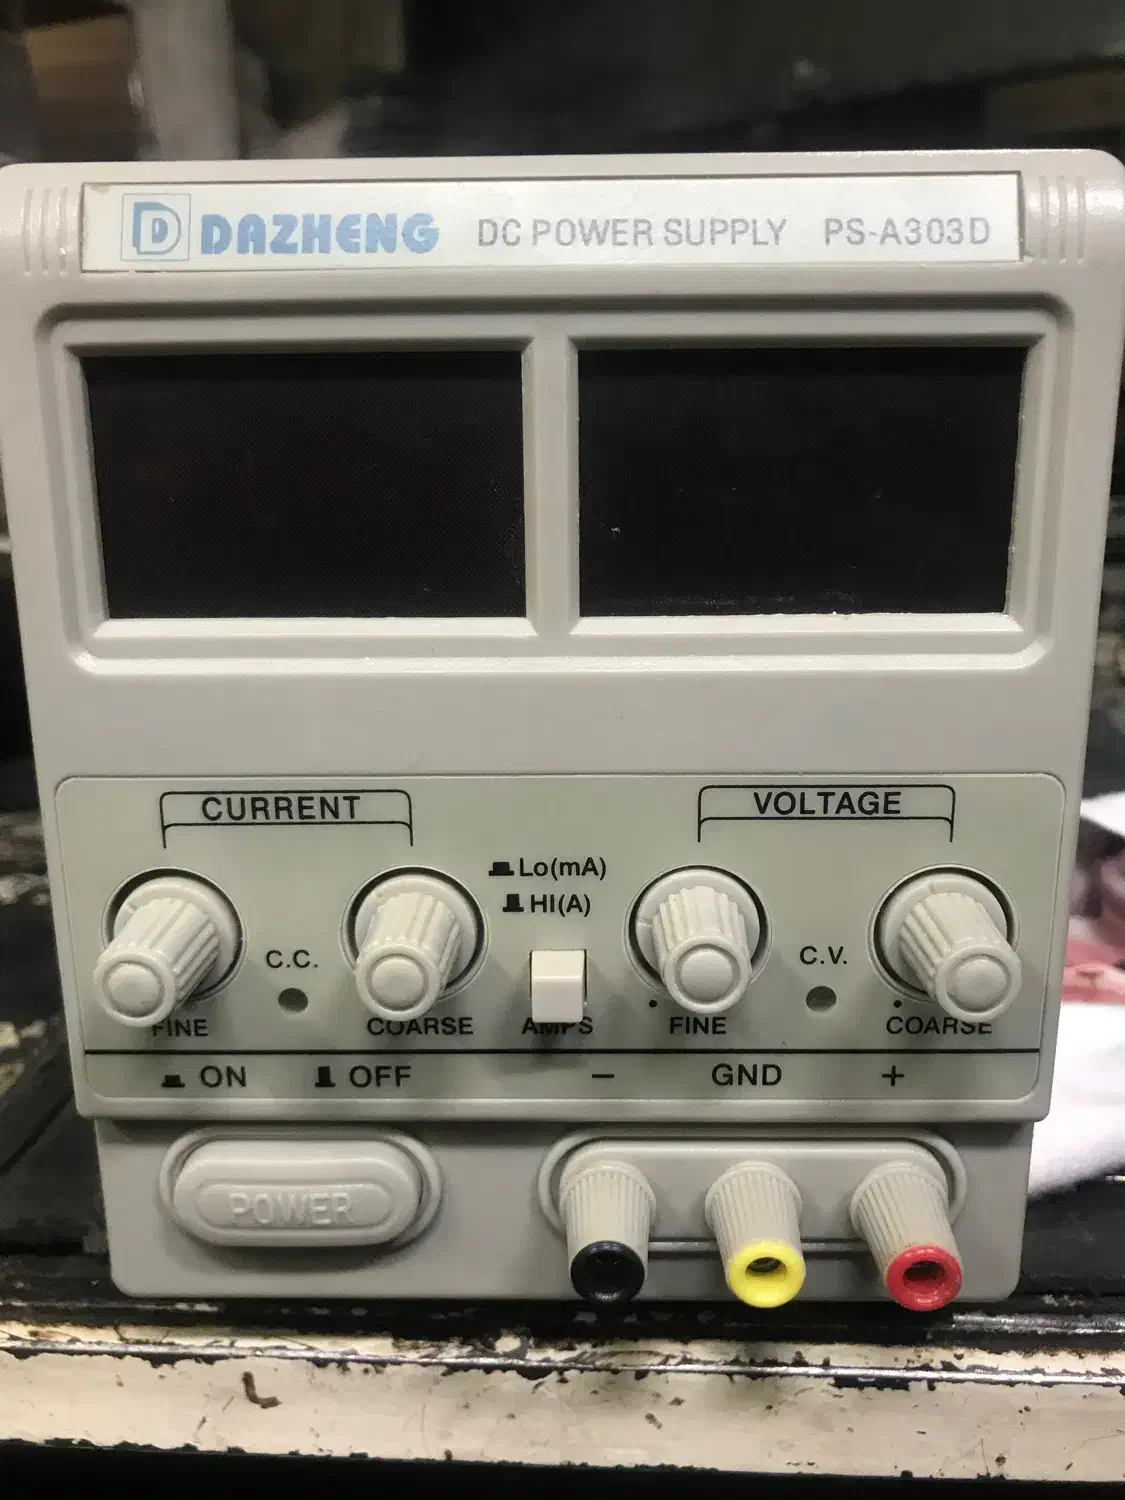 D DAZHENG DC POWER SUPPLY PS-A303D
CURRENT VOLTAGE
Lo(mA)
HI(A)
C.C. C.V.
FINE COARSE AMPS FINE COARSE
ON OFF - GND +
POWER